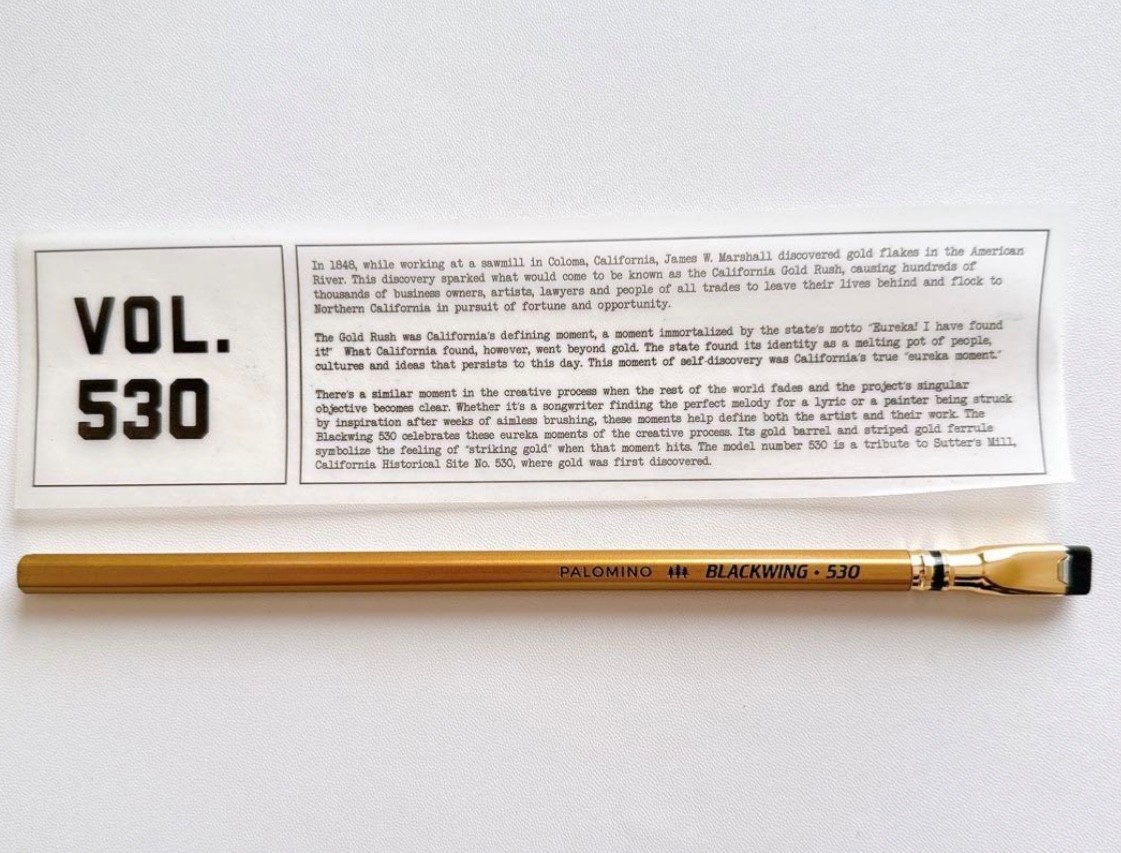 VOL.
530
In 1848, while working at a sawmill in Coloma, California, James W. Marshall discovered gold flakes in the American
River. This discovery sparked what would come to be known as the California Gold Rush, causing hundreds of
thousands of business owners, artists, lawyers and people of all trades to leave their lives behind and flock to
Northern California in pursuit of fortune and opportunity.
The Gold Rush was California's defining moment, a moment immortalized by the state's motto "Eureka! I have found
it!" What California found, however, went beyond gold. The state found its identity as a melting pot of people,
cultures and ideas that persists to this day. This moment of self-discovery was California's true "eureka moment."
There's a similar moment in the creative process when the rest of the world fades and the project's singular
objective becomes clear. Whether it's a songwriter finding the perfect melody for a lyric or a painter being struck
by inspiration after weeks of aimless brushing, these moments help define both the artist and their work. The
Blackwing 530 celebrates these eureka moments of the creative process. Its gold barrel and striped gold ferrule
symbolize the feeling of "striking gold" when that moment hits. The model number 530 is a tribute to Sutter's Mill,
California Historical Site No. 530, where gold was first discovered.
PALOMINO BLACKWING · 530